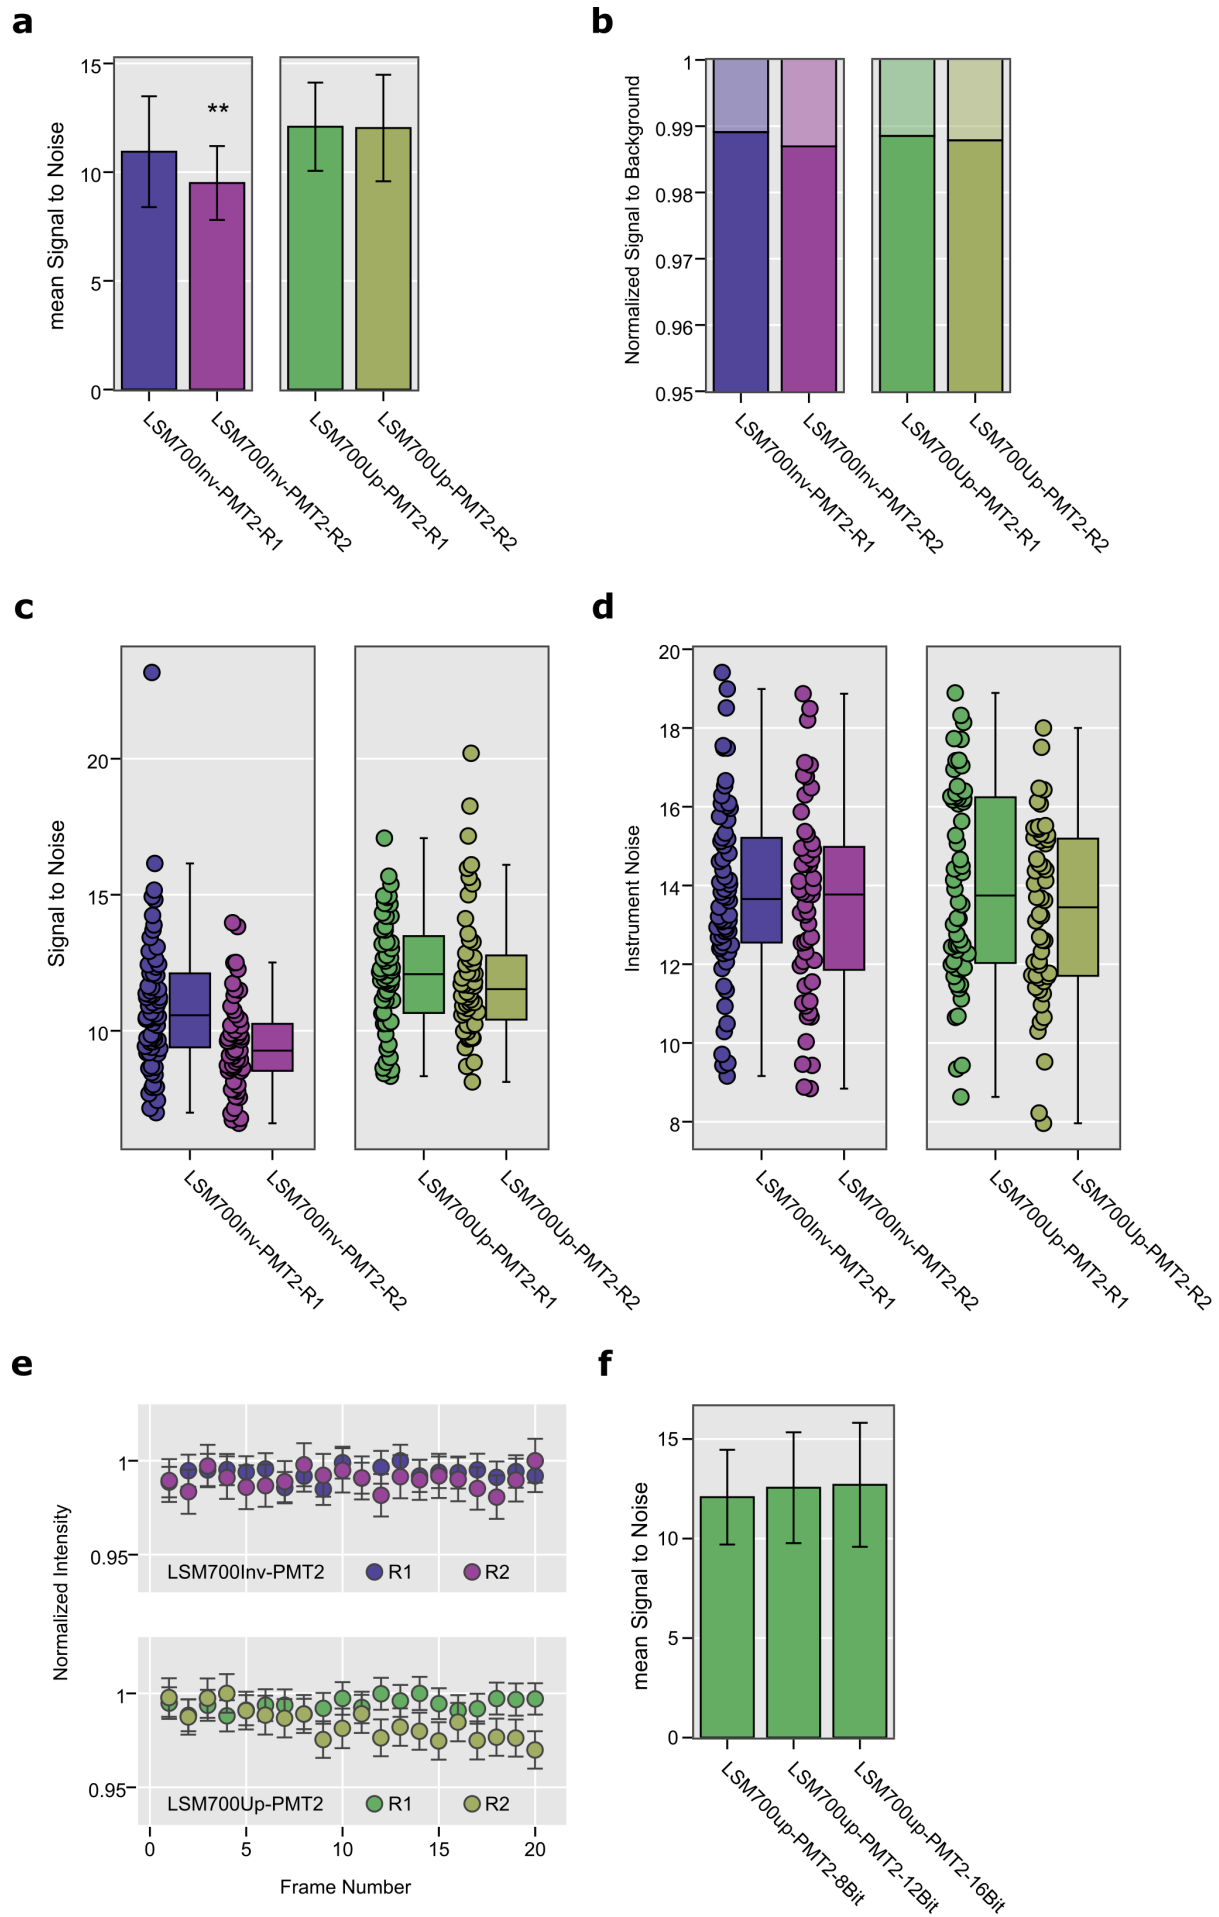 a
mean Signal to Noise
15
10
5
0
**
LSM700Inv-PMT2-R1
LSM700Inv-PMT2-R2
LSM700Up-PMT2-R1
LSM700Up-PMT2-R2
b
Normalized Signal to Background
1
0.99
0.98
0.97
0.96
0.95
LSM700Inv-PMT2-R1
LSM700Inv-PMT2-R2
LSM700Up-PMT2-R1
LSM700Up-PMT2-R2
c
Signal to Noise
20
15
10
LSM700Inv-PMT2-R1
LSM700Inv-PMT2-R2
LSM700Up-PMT2-R1
LSM700Up-PMT2-R2
d
Instrument Noise
20
18
16
14
12
10
8
LSM700Inv-PMT2-R1
LSM700Inv-PMT2-R2
LSM700Up-PMT2-R1
LSM700Up-PMT2-R2
e
Normalized Intensity
1
0.95
LSM700Inv-PMT2 R1 R2
1
0.95
LSM700Up-PMT2 R1 R2
0 5 10 15 20
Frame Number
f
mean Signal to Noise
15
10
5
0
LSM700up-PMT2-8Bit
LSM700up-PMT2-12Bit
LSM700up-PMT2-16Bit